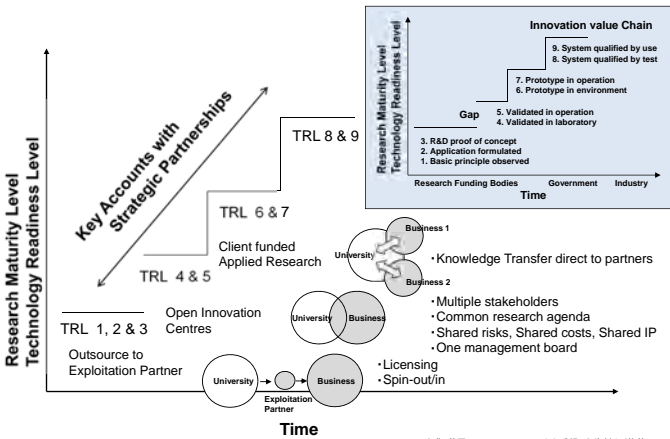 Research Maturity Level
Technology Readiness Level
Key Accounts with
Strategic Partnerships
TRL 8 & 9
TRL 6 & 7
Client funded
Applied Research
TRL 4 & 5
Open Innovation
Centres
TRL 1, 2 & 3
Outsource to
Exploitation Partner
Innovation value Chain
Research Maturity Level
Technology Readiness Level
9. System qualified by use
8. System qualified by test
7. Prototype in operation
6. Prototype in environment
Gap
5. Validated in operation
4. Validated in laboratory
3. R&D proof of concept
2. Application formulated
1. Basic principle observed
Research Funding Bodies Government Industry
Time
Business 1
University
Business 2
・Knowledge Transfer direct to partners
University Business
・Multiple stakeholders
・Common research agenda
・Shared risks, Shared costs, Shared IP
・One management board
University
Exploitation
Partner
Business
・Licensing
・Spin-out/in
Time